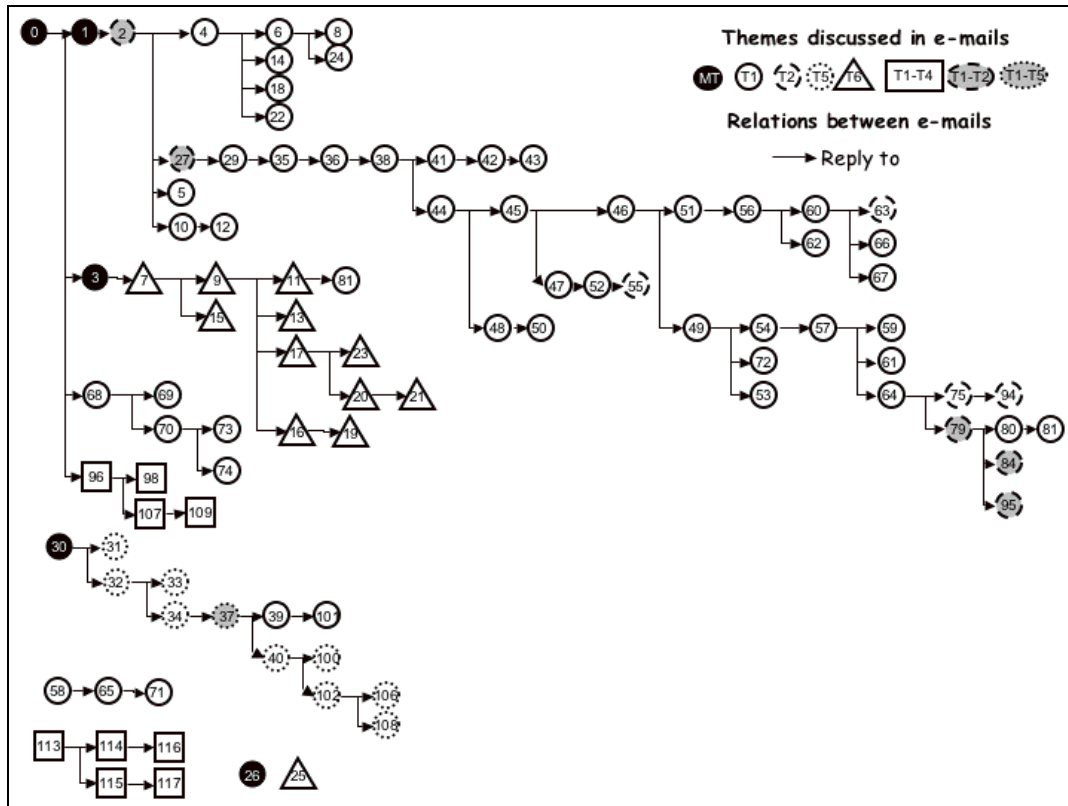 0 1 2 4 6 8
24
14
18
22
Themes discussed in e-mails
MT T1 T2 T5 T6 T1-T4 T1-T2 T1-T5
Relations between e-mails
Reply to
27 29 35 36 38 41 42 43
5
10 12
44 45 46 51 56 60 63
62 66
67
3 7 9 11 81
47 52 55
15 13
48 50 49 54 57 59
17 23
72 61
20 21
53 64 75 94
68 69
70 73
16 19
79 80 81
74
84
96 98
95
107 109
30 31
32 33
34 37 39 101
40 100
58 65 71
102 106
108
113 114 116
115 117
26 25